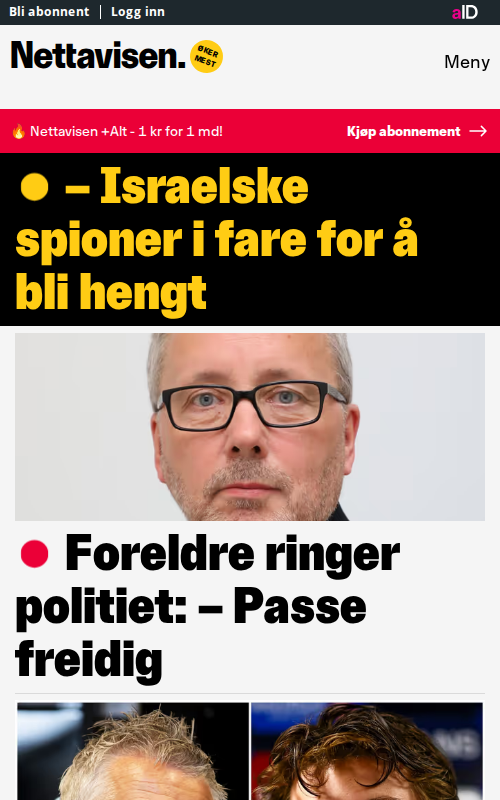 Bli abonnent | Logg inn
aID
Nettavisen.
ØKER
MEST
Meny
Nettavisen +Alt - 1 kr for 1 md!
Kjøp abonnement →
– Israelske
spioner i fare for å
bli hengt
Foreldre ringer
politiet: – Passe
freidig